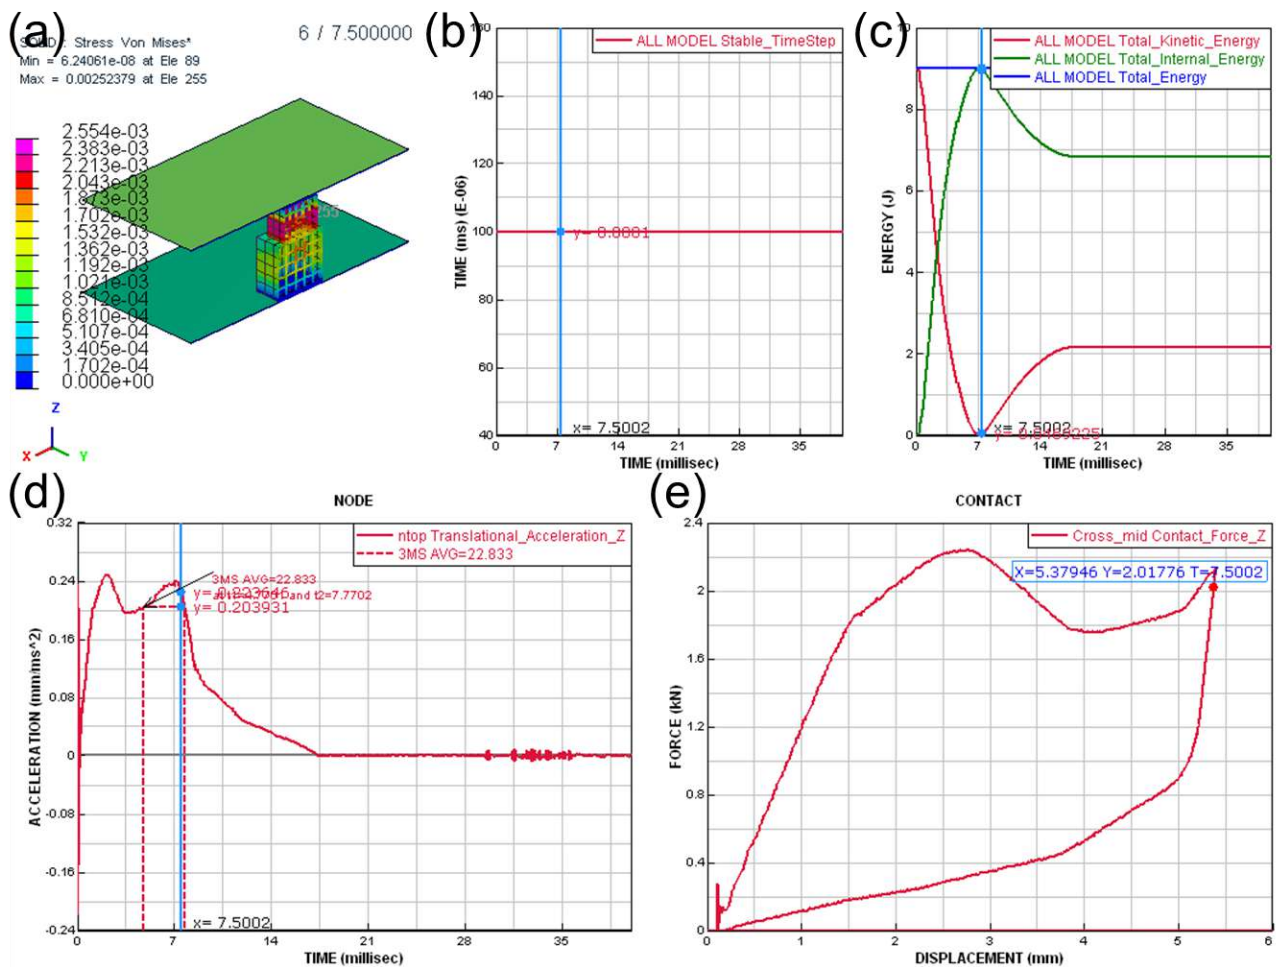 (a)
SOLID : Stress Von Mises*
Min = 6.24061e-08 at Ele 89
Max = 0.00252379 at Ele 255
6 / 7.500000
2.554e-03
2.383e-03
2.213e-03
2.043e-03
1.873e-03
1.702e-03
1.532e-03
1.362e-03
1.192e-03
1.021e-03
8.512e-04
6.810e-04
5.107e-04
3.405e-04
1.702e-04
0.000e+00
Z
X
Y
(b)
ALL MODEL Stable_TimeStep
160
140
120
100
80
60
40
TIME (ms) (E-06)
y= 0.0001
x= 7.5002
0
7
14
21
28
35
TIME (millisec)
(c)
ALL MODEL Total_Kinetic_Energy
ALL MODEL Total_Internal_Energy
ALL MODEL Total_Energy
8
6
4
2
0
ENERGY (J)
x= 7.5002
0
7
14
21
28
35
TIME (millisec)
(d)
NODE
ntop Translational_Acceleration_Z
3MS AVG=22.833
0.32
0.24
0.16
0.08
0
-0.08
-0.16
-0.24
ACCELERATION (mm/ms^2)
3MS AVG=22.833
and t2=7.7702
y= 0.203931
x= 7.5002
0
7
14
21
28
35
TIME (millisec)
(e)
CONTACT
Cross_mid Contact_Force_Z
X=5.37946 Y=2.01776 T=7.5002
2.4
2
1.6
1.2
0.8
0.4
0
FORCE (kN)
0
1
2
3
4
5
6
DISPLACEMENT (mm)